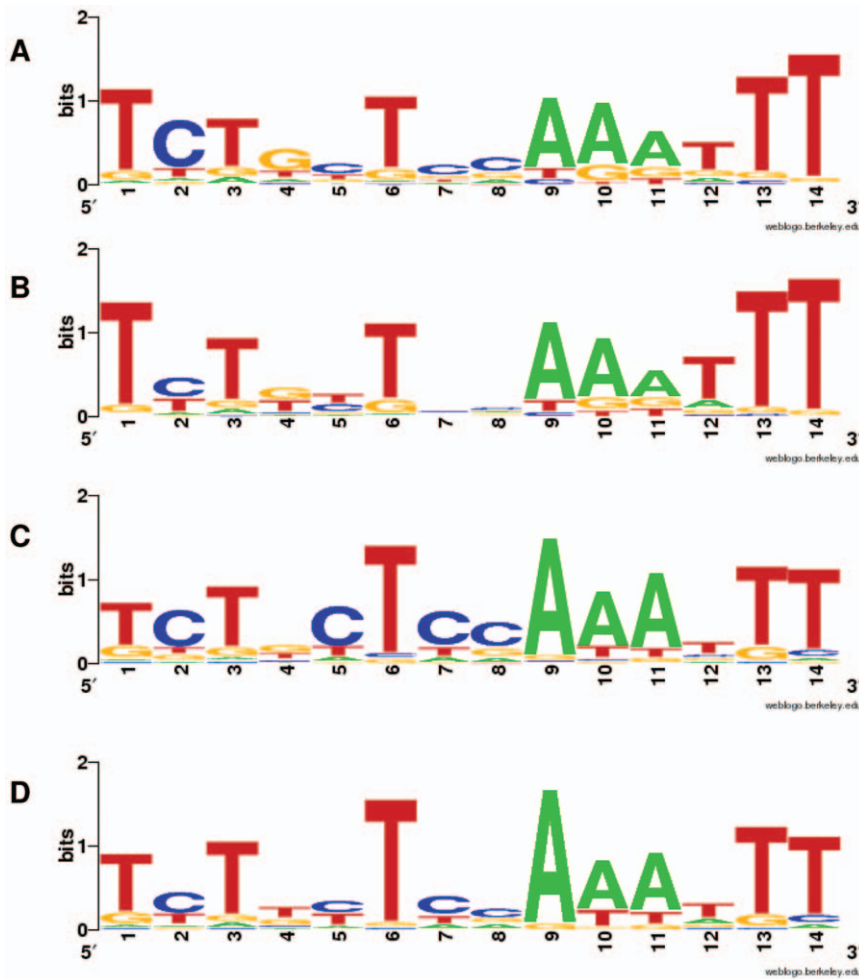 A
2
bits
1
0
T C T G C T C C A A A T T T
5′ 1 2 3 4 5 6 7 8 9 10 11 12 13 14 3′
weblogo.berkeley.edu
B
2
bits
1
0
T C T G T T A A A T T T
5′ 1 2 3 4 5 6 7 8 9 10 11 12 13 14 3′
weblogo.berkeley.edu
C
2
bits
1
0
T C T G C T C C A A A T T T
5′ 1 2 3 4 5 6 7 8 9 10 11 12 13 14 3′
weblogo.berkeley.edu
D
2
bits
1
0
T C T T C T C C A A A T T T
5′ 1 2 3 4 5 6 7 8 9 10 11 12 13 14 3′
weblogo.berkeley.edu